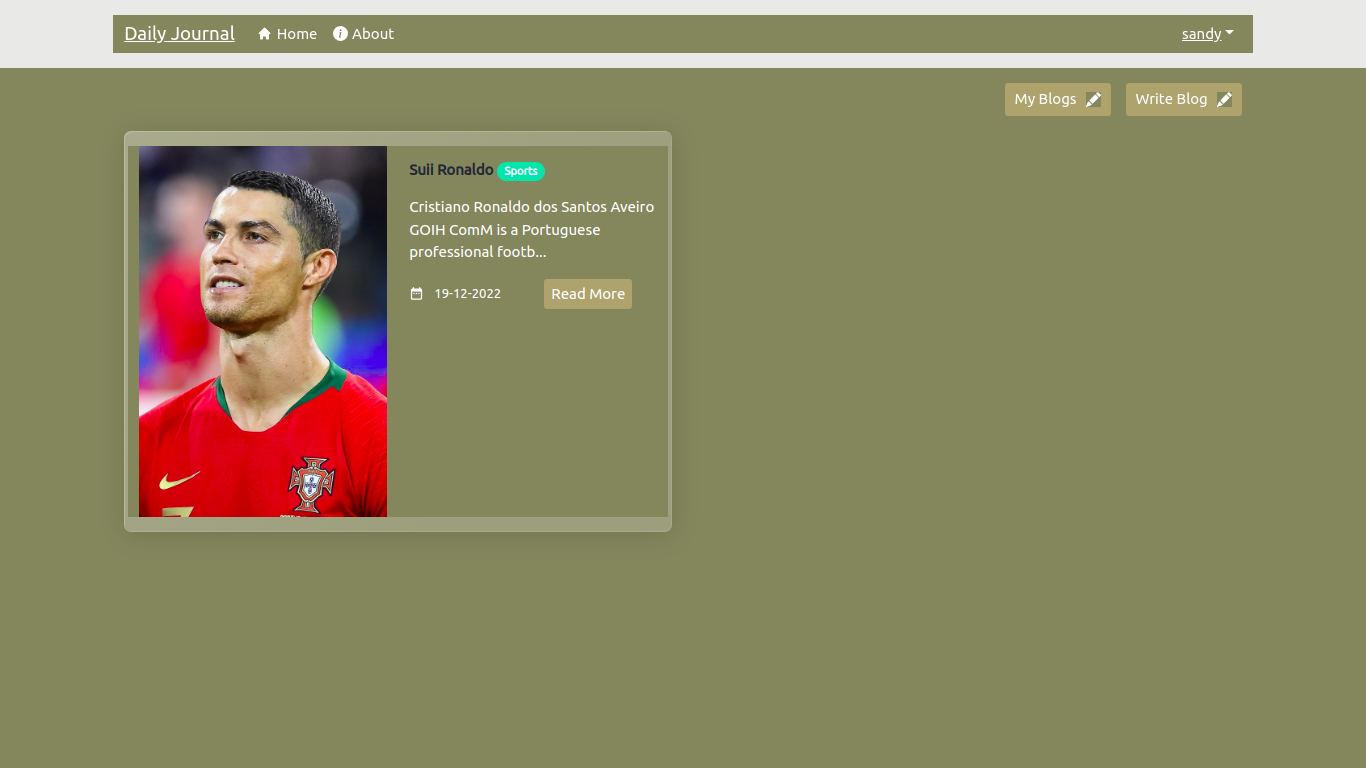 Daily Journal Home About sandy
My Blogs Write Blog
Suii Ronaldo Sports
Cristiano Ronaldo dos Santos Aveiro
GOIH ComM is a Portuguese
professional footb...
19-12-2022 Read More